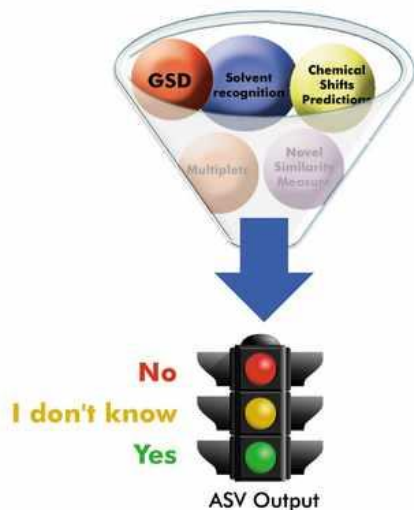 GSD
Solvent
recognition
Chemical
Shifts
Predictions
Multiplets
Novel
Similarity
Measure
No
I don't know
Yes
ASV Output